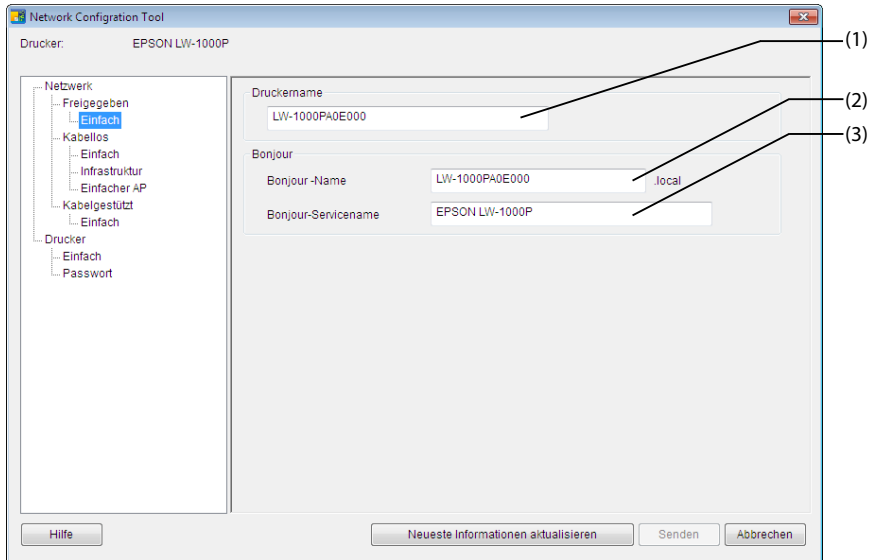 Network Configration Tool
Drucker: EPSON LW-1000P
(1)
(2)
(3)
Netzwerk
Freigegeben
Einfach
Kabellos
Einfach
Infrastruktur
Einfacher AP
Kabelgestützt
Einfach
Drucker
Einfach
Passwort
Druckername
LW-1000PA0E000
Bonjour
Bonjour -Name LW-1000PA0E000 .local
Bonjour-Servicename EPSON LW-1000P
Hilfe Neueste Informationen aktualisieren Senden Abbrechen